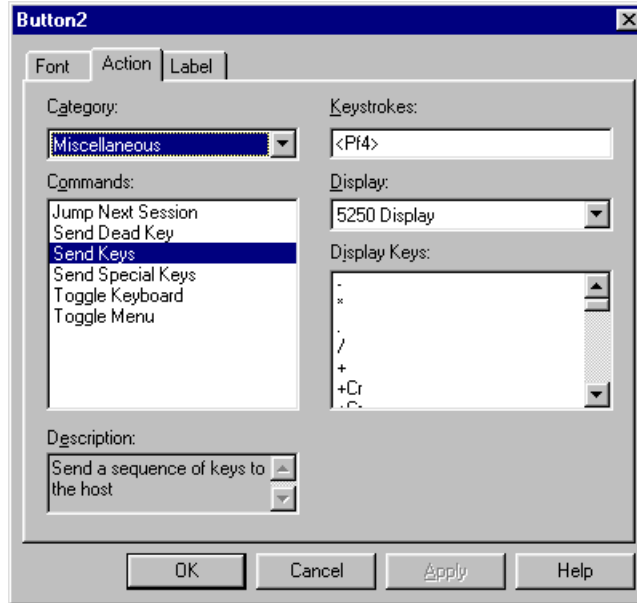 Button2
Font Action Label
Category:
Miscellaneous
Commands:
Jump Next Session
Send Dead Key
Send Keys
Send Special Keys
Toggle Keyboard
Toggle Menu
Description:
Send a sequence of keys to
the host
Keystrokes:
<Pf4>
Display:
5250 Display
Display Keys:
-
*
.
/
+
+Cr
OK Cancel Apply Help